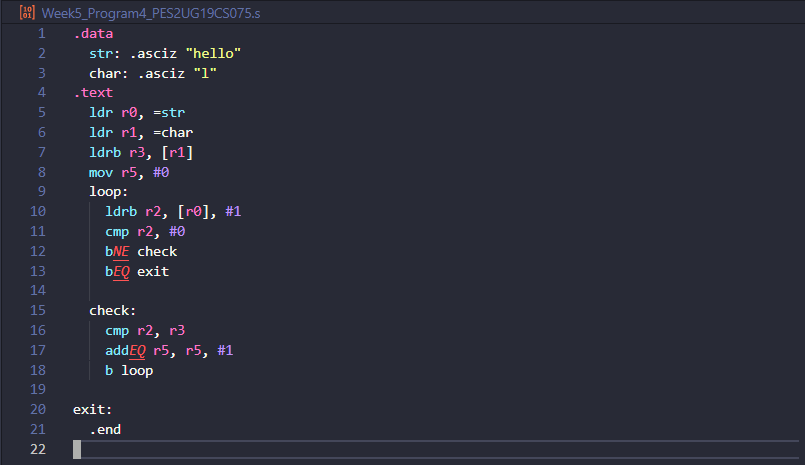 Week5_Program4_PES2UG19CS075.s
1 .data
2 str: .asciz "hello"
3 char: .asciz "l"
4 .text
5 ldr r0, =str
6 ldr r1, =char
7 ldrb r3, [r1]
8 mov r5, #0
9 loop:
10 ldrb r2, [r0], #1
11 cmp r2, #0
12 bNE check
13 bEQ exit
14
15 check:
16 cmp r2, r3
17 addEQ r5, r5, #1
18 b loop
19
20 exit:
21 .end
22